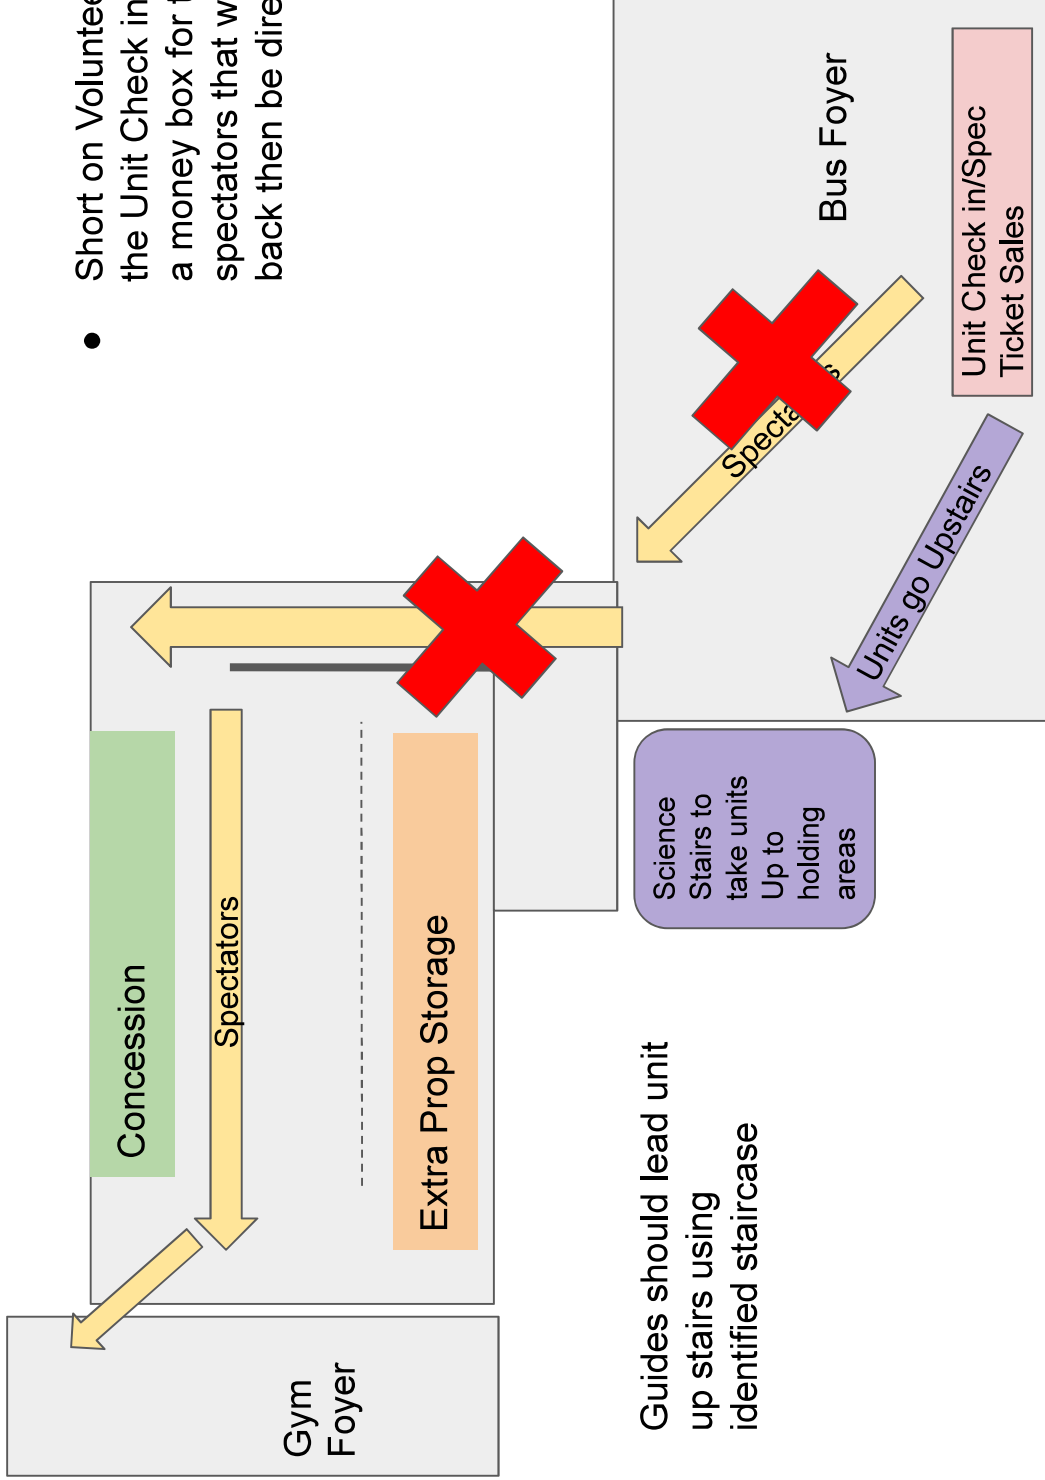 Concession
Spectators
Extra Prop Storage
Gym
Foyer
• Short on Voluntee
the Unit Check in
a money box for t
spectators that w
back then be dire
Guides should lead unit
up stairs using
identified staircase
Science
Stairs to
take units
Up to
holding
areas
Spectators
Bus Foyer
Units go Upstairs
Unit Check in/Spec
Ticket Sales